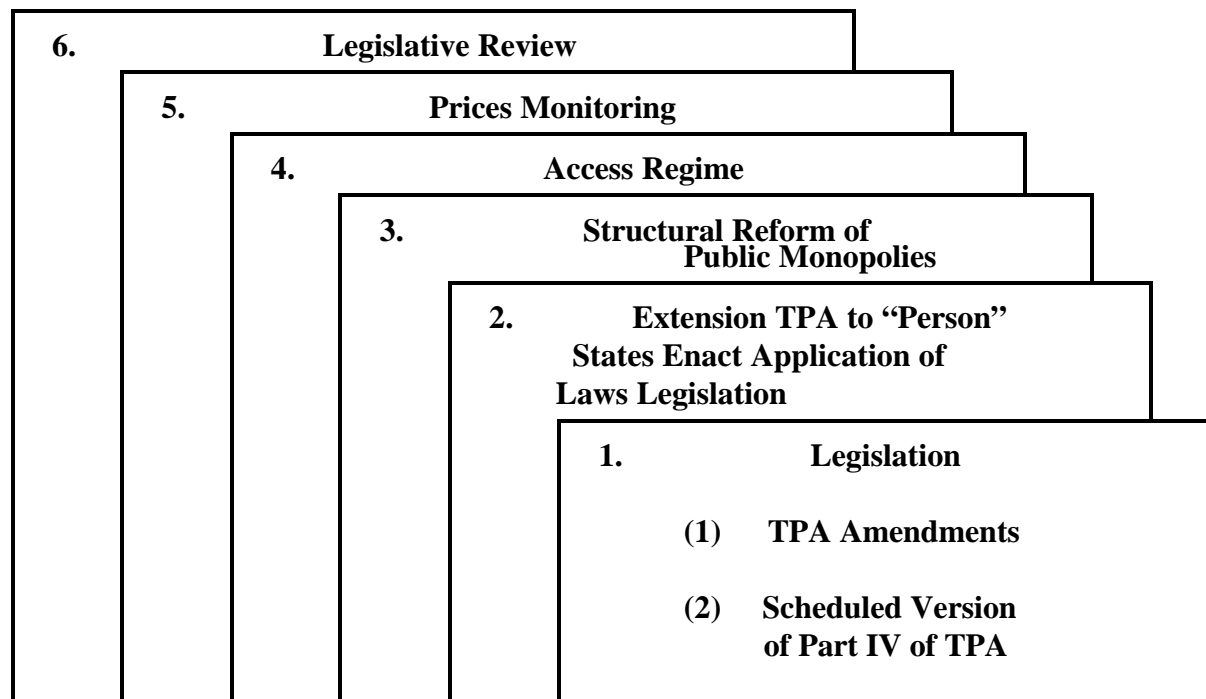 6. Legislative Review
5. Prices Monitoring
4. Access Regime
3. Structural Reform of
Public Monopolies
2. Extension TPA to “Person”
States Enact Application of
Laws Legislation
1. Legislation
(1) TPA Amendments
(2) Scheduled Version
of Part IV of TPA